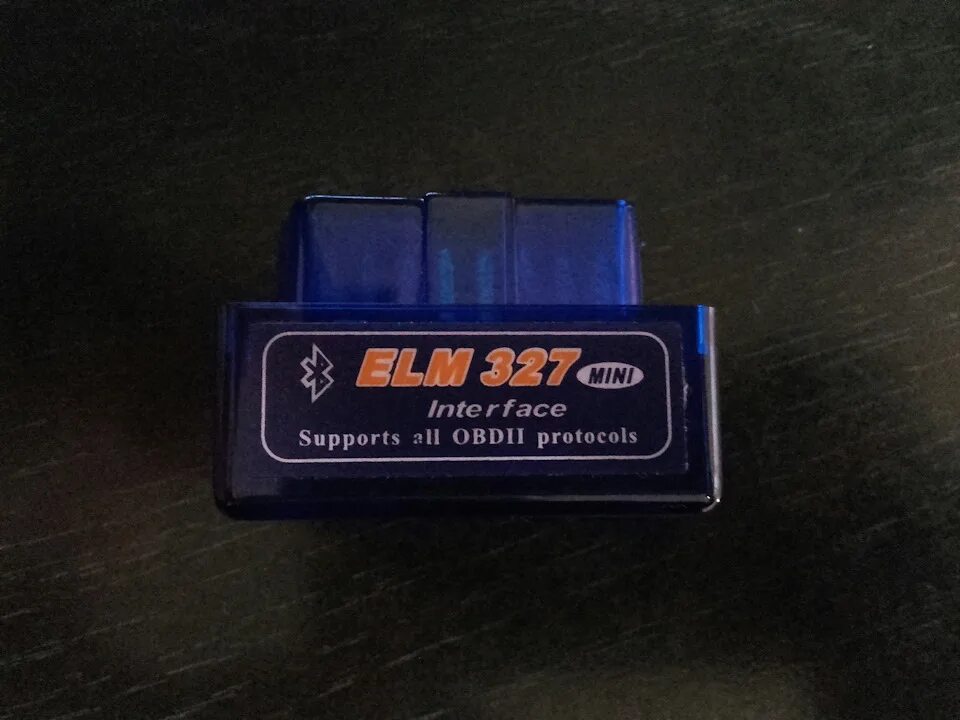 ELM 327 MINI
Interface
Supports all OBDII protocols